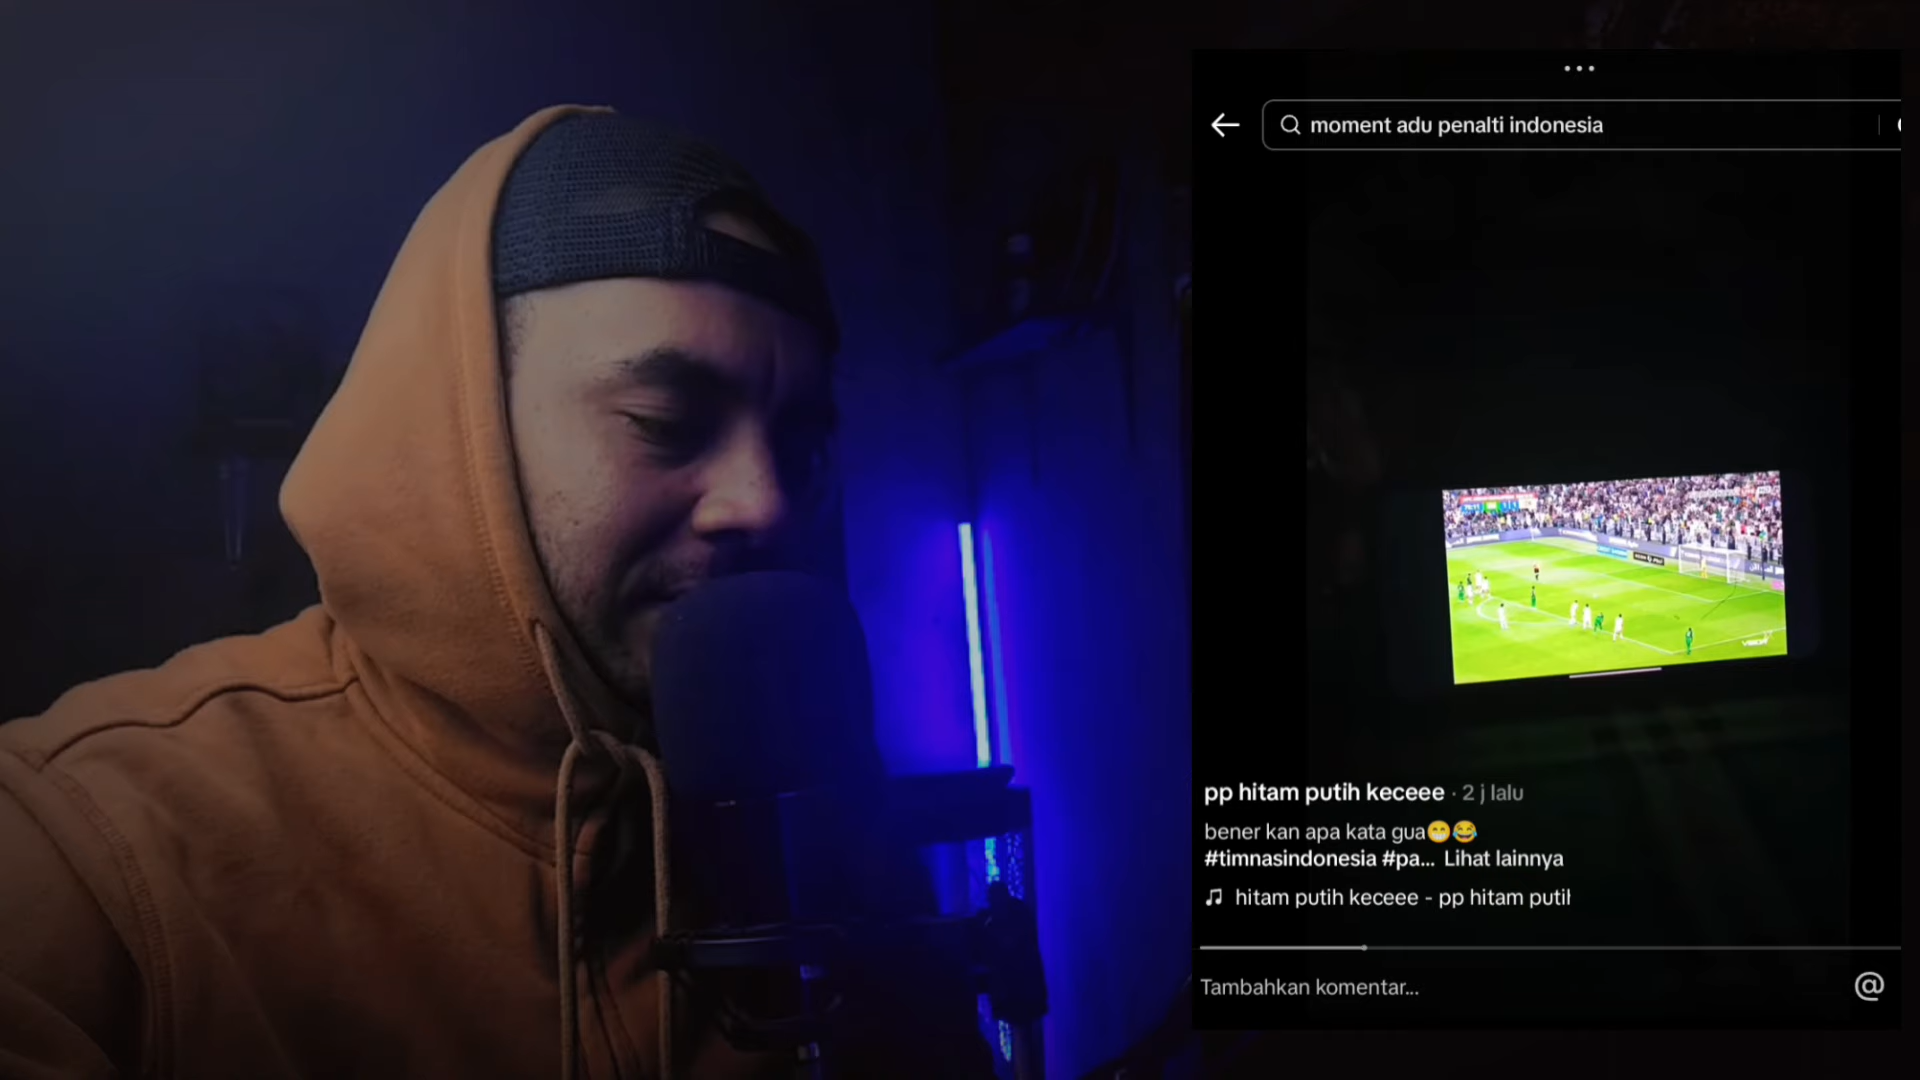 moment adu penalti indonesia
pp hitam putih keceee · 2 j lalu
bener kan apa kata gua😁😂
#timnasindonesia #pa... Lihat lainnya
hitam putih keceee - pp hitam putih
Tambahkan komentar...
@